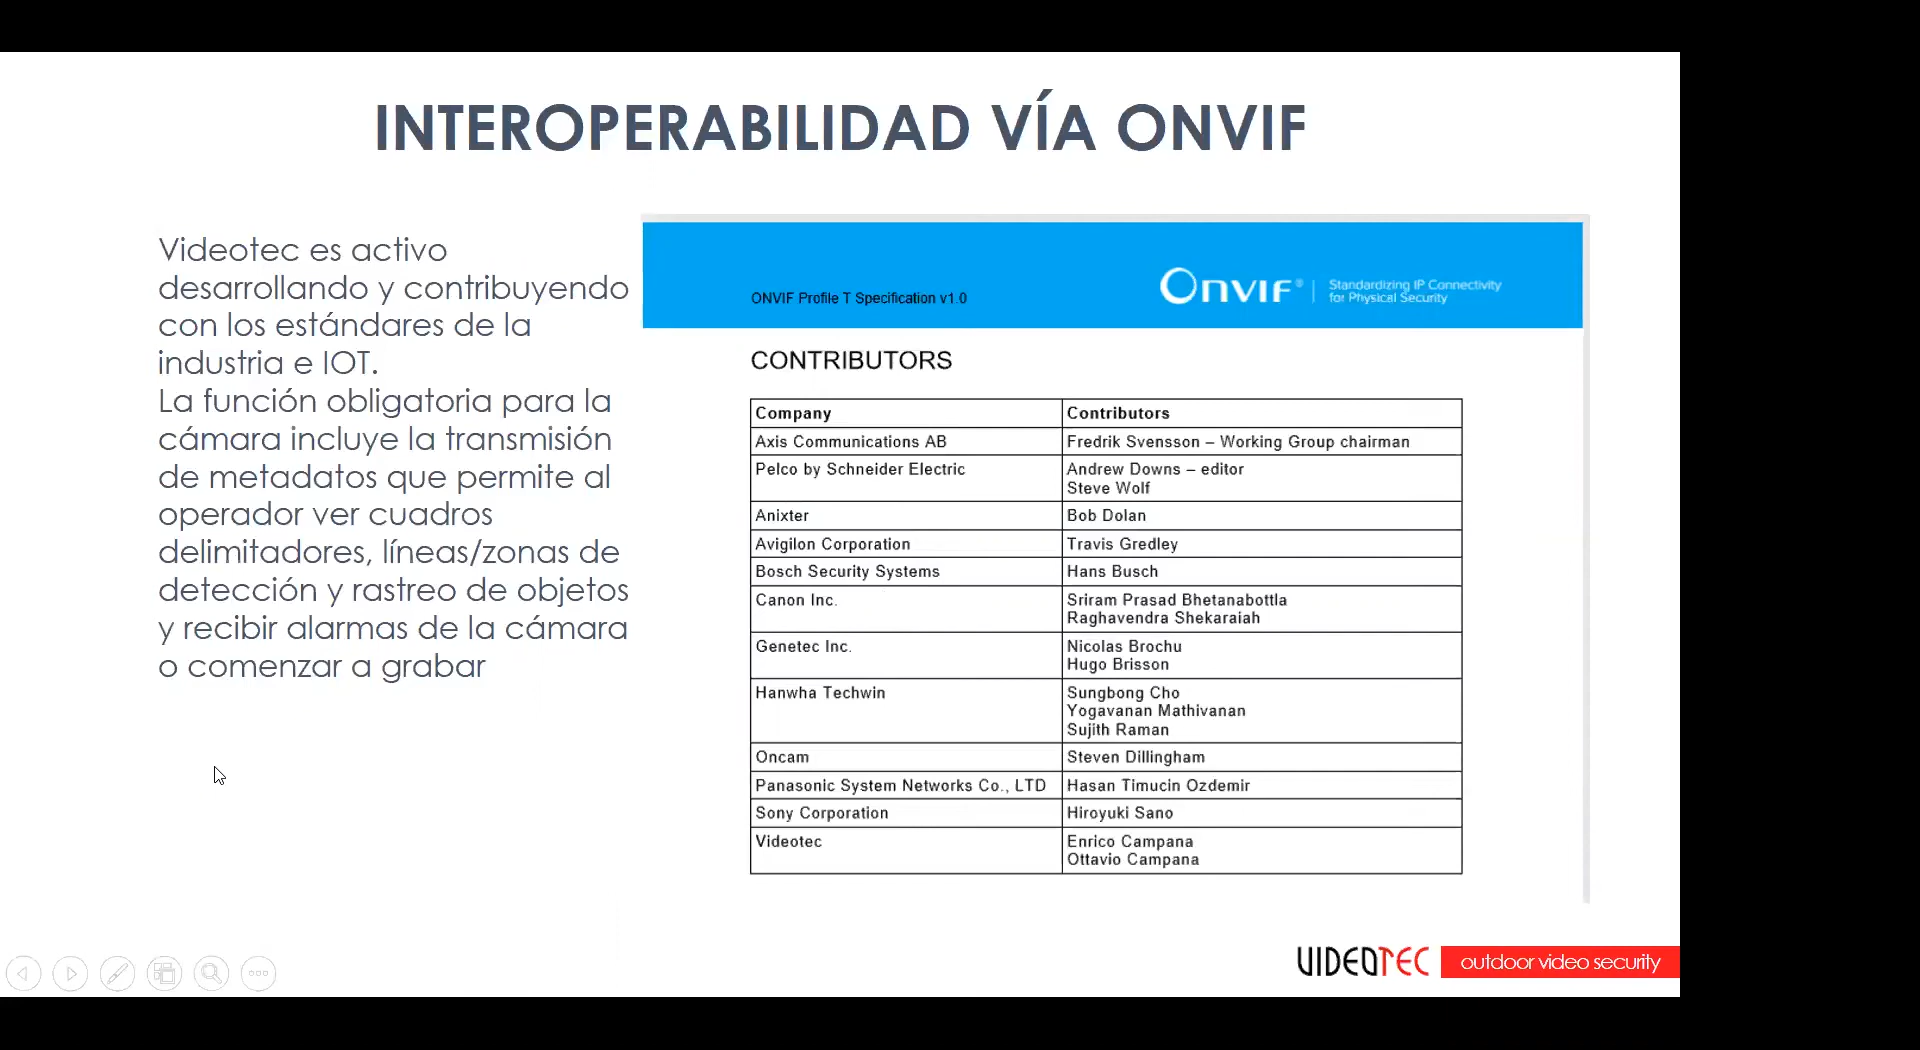 INTEROPERABILIDAD VÍA ONVIF
Videotec es activo
desarrollando y contribuyendo
con los estándares de la
industria e IOT.
La función obligatoria para la
cámara incluye la transmisión
de metadatos que permite al
operador ver cuadros
delimitadores, líneas/zonas de
detección y rastreo de objetos
y recibir alarmas de la cámara
o comenzar a grabar
ONVIF Profile T Specification v1.0
ONVIF® | Standardizing IP Connectivity
for Physical Security
CONTRIBUTORS
Company Contributors
Axis Communications AB Fredrik Svensson – Working Group chairman
Pelco by Schneider Electric Andrew Downs – editor
Steve Wolf
Anixter Bob Dolan
Avigilon Corporation Travis Gredley
Bosch Security Systems Hans Busch
Canon Inc. Sriram Prasad Bhetanabottla
Raghavendra Shekaraiah
Genetec Inc. Nicolas Brochu
Hugo Brisson
Hanwha Techwin Sungbong Cho
Yogavanan Mathivanan
Sujith Raman
Oncam Steven Dillingham
Panasonic System Networks Co., LTD Hasan Timucin Ozdemir
Sony Corporation Hiroyuki Sano
Videotec Enrico Campana
Ottavio Campana
VIDEOTEC outdoor video security